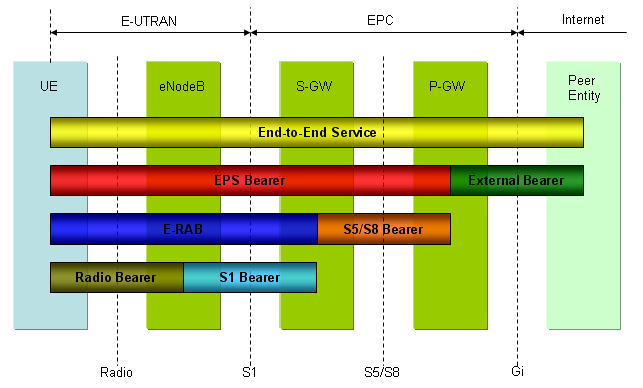 E-UTRAN
EPC
Internet
UE
eNodeB
S-GW
P-GW
Peer
Entity
End-to-End Service
EPS Bearer
External Bearer
E-RAB
S5/S8 Bearer
Radio Bearer
S1 Bearer
Radio
S1
S5/S8
Gi